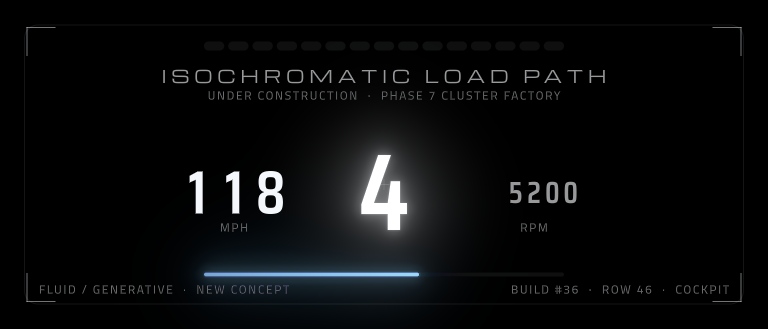 ISOCHROMATIC LOAD PATH
UNDER CONSTRUCTION · PHASE 7 CLUSTER FACTORY
118 4 5200
MPH RPM
FLUID / GENERATIVE · NEW CONCEPT BUILD #36 · ROW 46 · COCKPIT